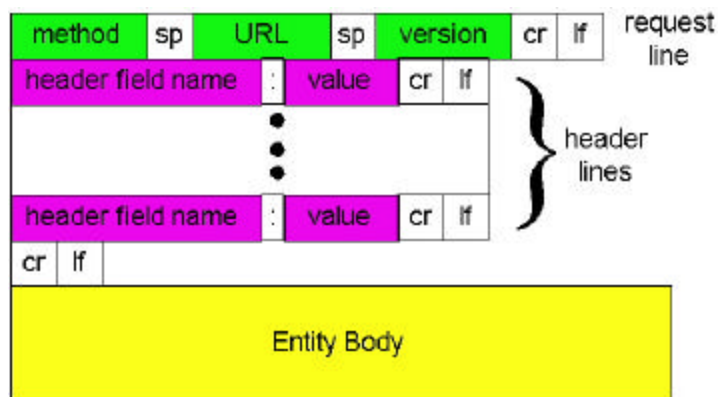 method sp URL sp version cr lf request
line
header field name : value cr lf
header
lines
header field name : value cr lf
cr lf
Entity Body